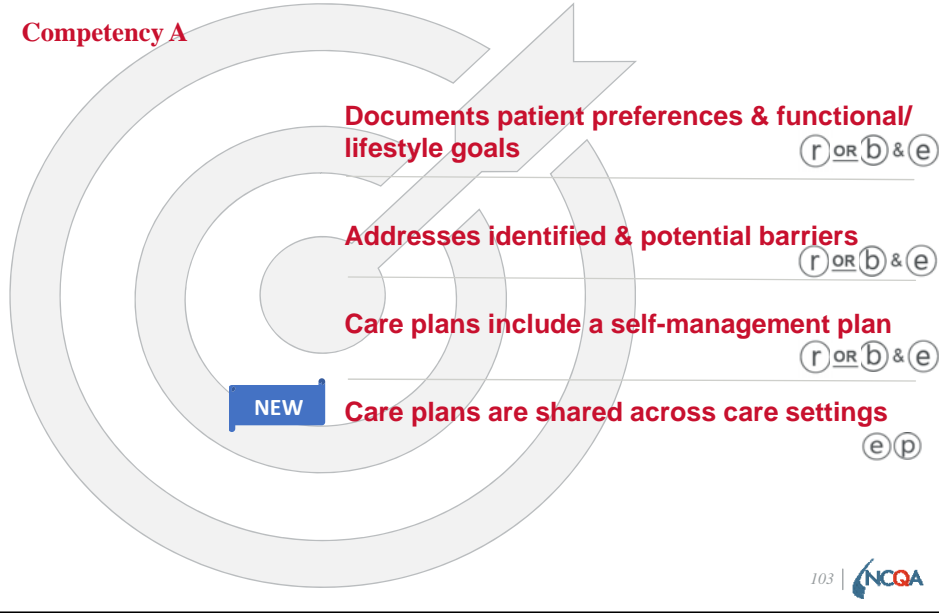 Competency A
Documents patient preferences & functional/
lifestyle goals
r OR b & e
Addresses identified & potential barriers
r OR b & e
Care plans include a self-management plan
r OR b & e
NEW
Care plans are shared across care settings
e p
103 | NCQA